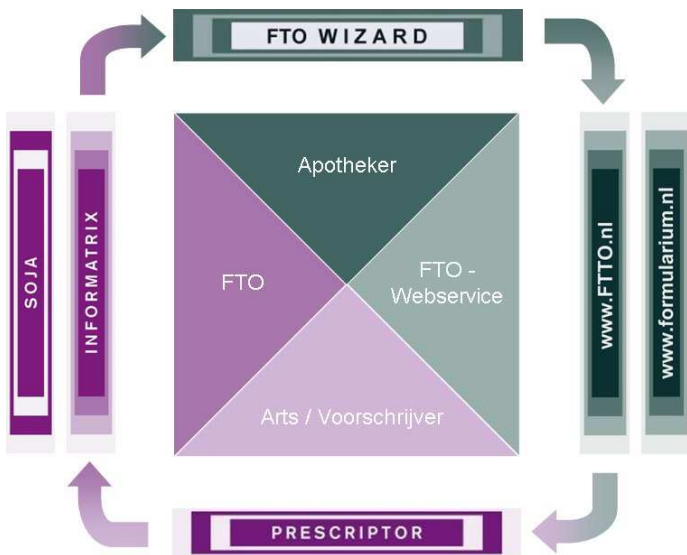 FTO WIZARD
SOJA
INFORMATRIX
Apotheker
FTO
FTO -
Webservice
Arts / Voorschrijver
www.FTTO.nl
www.formularium.nl
PRESCRIPTOR